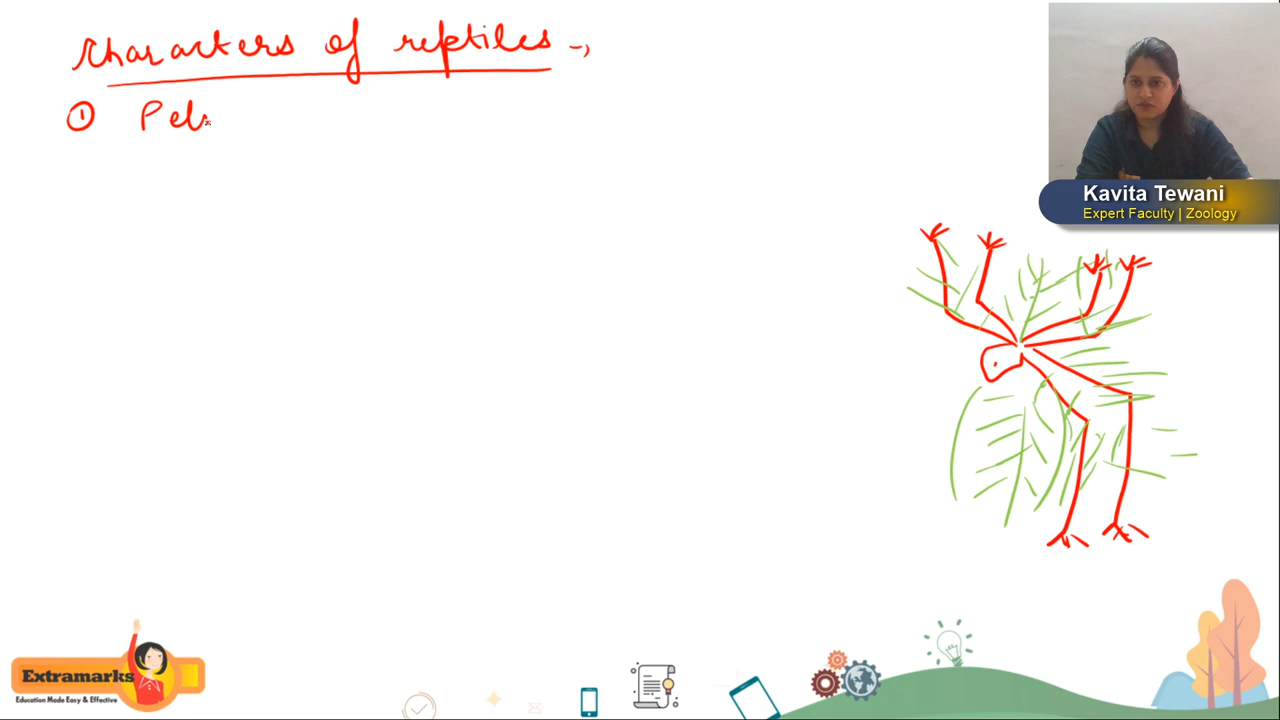 Characters of reptiles -,
① Pel
Kavita Tewani
Expert Faculty | Zoology
Extramarks
Education Made Easy & Effective